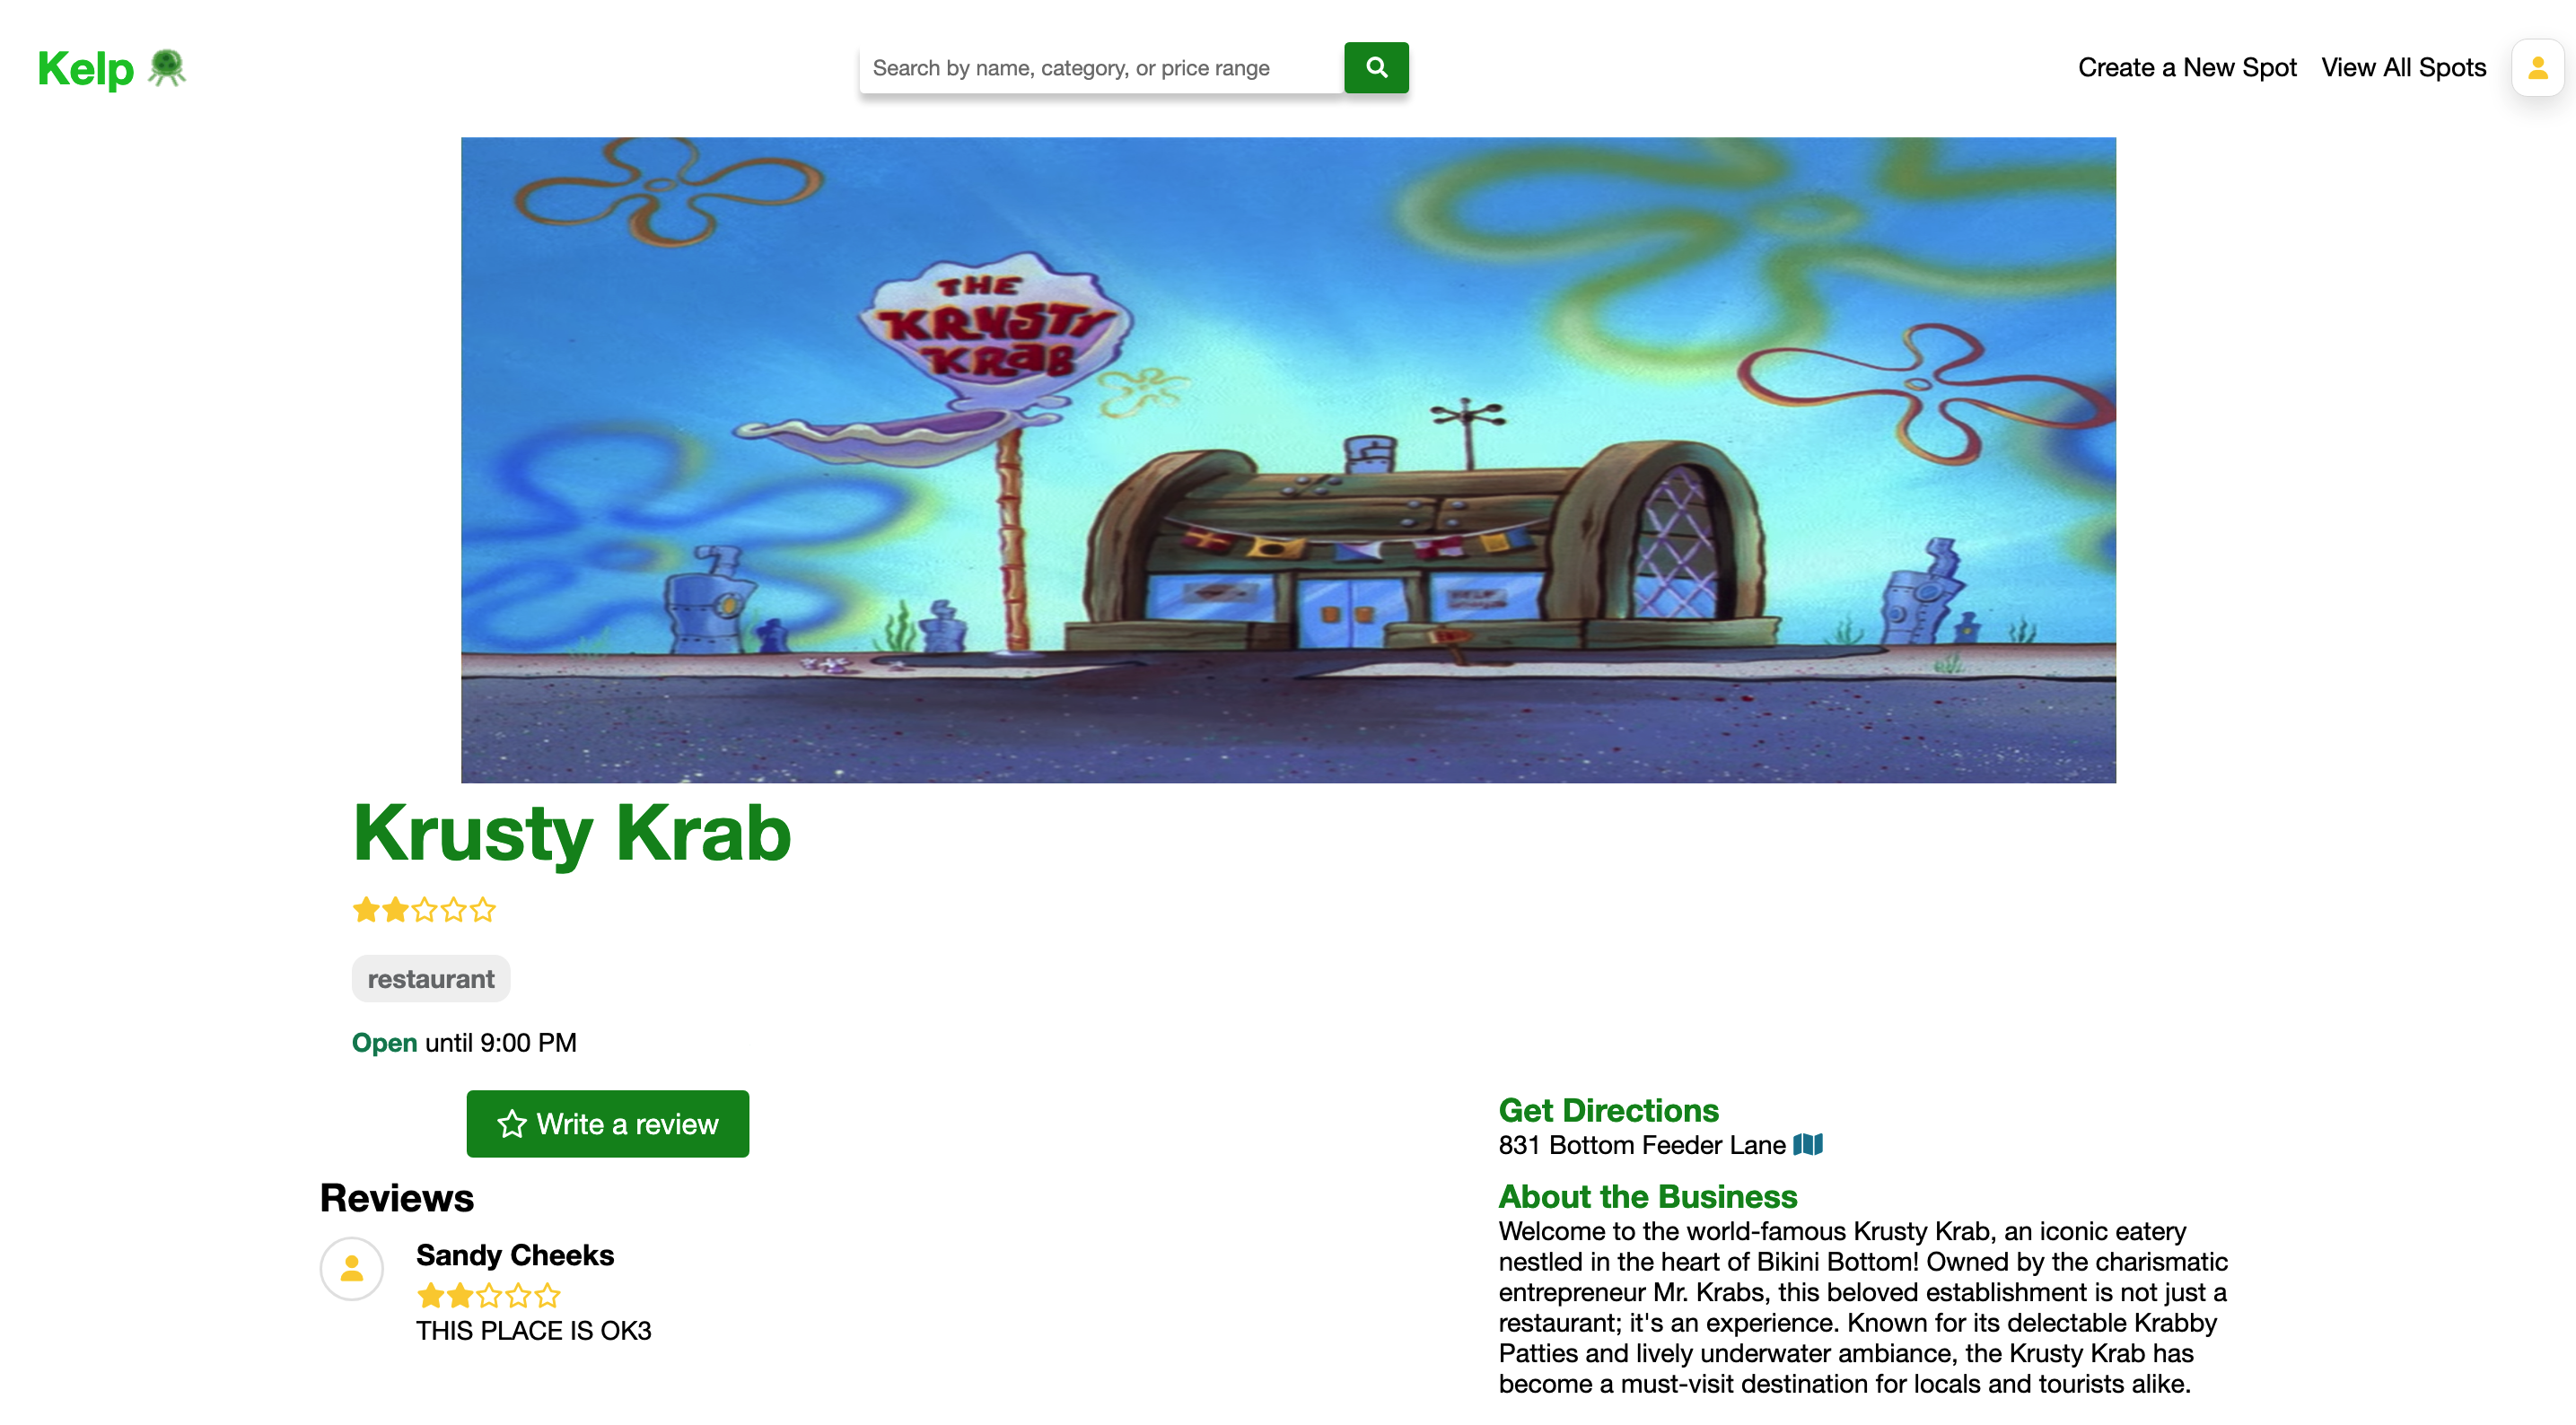 Kelp
Search by name, category, or price range
Create a New Spot
View All Spots
THE
KRUSTY
KRAB
Krusty Krab
restaurant
Open until 9:00 PM
Write a review
Get Directions
831 Bottom Feeder Lane
Reviews
Sandy Cheeks
THIS PLACE IS OK3
About the Business
Welcome to the world-famous Krusty Krab, an iconic eatery
nestled in the heart of Bikini Bottom! Owned by the charismatic
entrepreneur Mr. Krabs, this beloved establishment is not just a
restaurant; it's an experience. Known for its delectable Krabby
Patties and lively underwater ambiance, the Krusty Krab has
become a must-visit destination for locals and tourists alike.